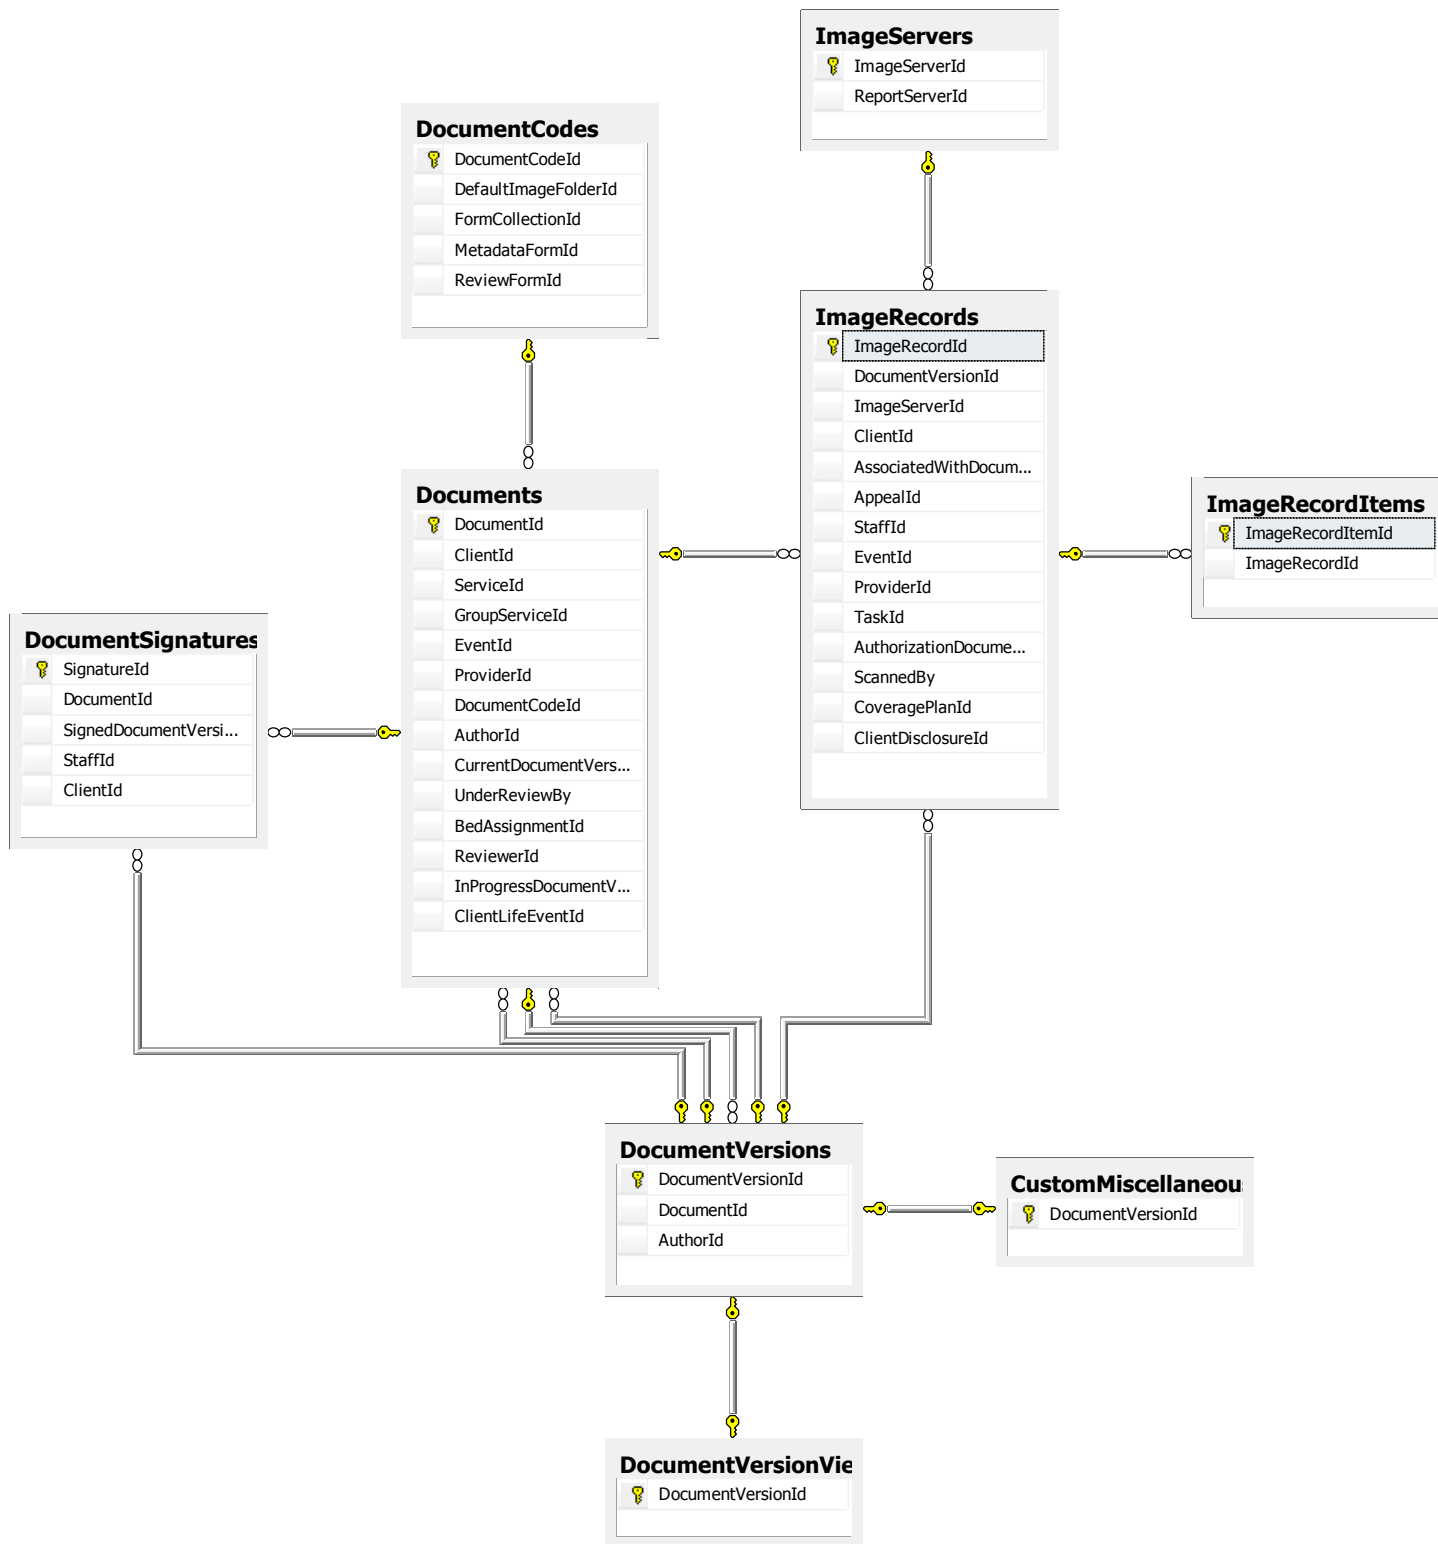 ImageServers
ImageServerId
ReportServerId
DocumentCodes
DocumentCodeId
DefaultImageFolderId
FormCollectionId
MetadataFormId
ReviewFormId
ImageRecords
ImageRecordId
DocumentVersionId
ImageServerId
ClientId
AssociatedWithDocum...
AppealId
StaffId
EventId
ProviderId
TaskId
AuthorizationDocume...
ScannedBy
CoveragePlanId
ClientDisclosureId
Documents
DocumentId
ClientId
ServiceId
GroupServiceId
EventId
ProviderId
DocumentCodeId
AuthorId
CurrentDocumentVers...
UnderReviewBy
BedAssignmentId
ReviewerId
InProgressDocumentV...
ClientLifeEventId
ImageRecordItems
ImageRecordItemId
ImageRecordId
DocumentSignatures
SignatureId
DocumentId
SignedDocumentVersi...
StaffId
ClientId
DocumentVersions
DocumentVersionId
DocumentId
AuthorId
CustomMiscellaneou
DocumentVersionId
DocumentVersionVie
DocumentVersionId